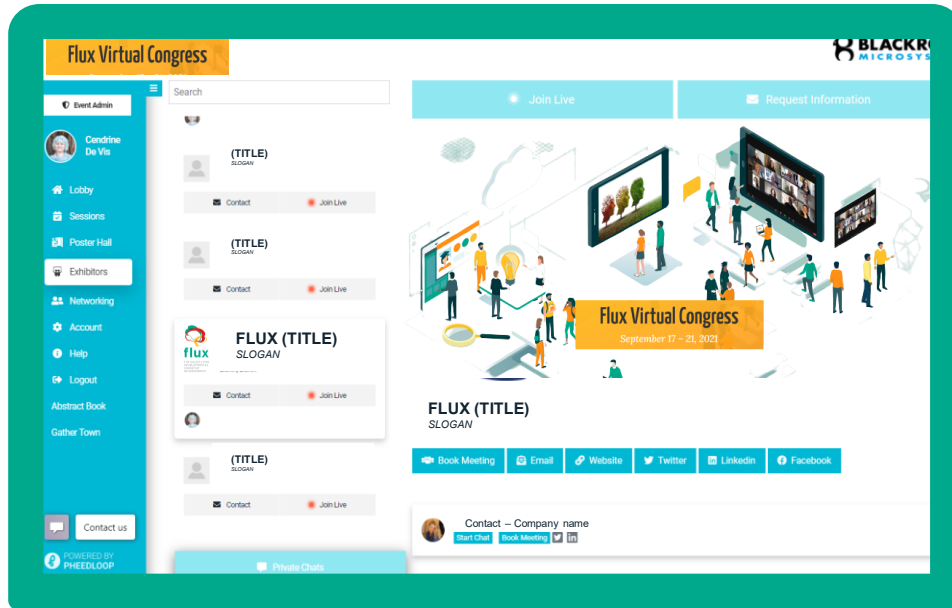 Flux Virtual Congress
BLACKR
MICROSYS
Event Admin
Cendrine
De Vis
Lobby
Sessions
Poster Hall
Exhibitors
Networking
Account
Help
Logout
Abstract Book
Gather Town
Contact us
POWERED BY
PHEEDLOOP
Search
(TITLE)
SLOGAN
Contact
Join Live
(TITLE)
SLOGAN
Contact
Join Live
flux
FLUX (TITLE)
SLOGAN
Contact
Join Live
(TITLE)
SLOGAN
Contact
Join Live
Private Chats
Join Live
Request Information
Flux Virtual Congress
September 17 – 21, 2021
FLUX (TITLE)
SLOGAN
Book Meeting
Email
Website
Twitter
Linkedin
Facebook
Contact – Company name
Start Chat
Book Meeting